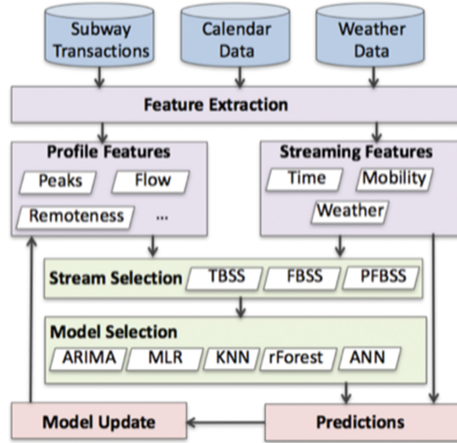 Subway
Transactions
Calendar
Data
Weather
Data
Feature Extraction
Profile Features
Peaks
Flow
Remoteness
...
Streaming Features
Time
Mobility
Weather
Stream Selection
TBSS
FBSS
PFBSS
Model Selection
ARIMA
MLR
KNN
rForest
ANN
Model Update
Predictions